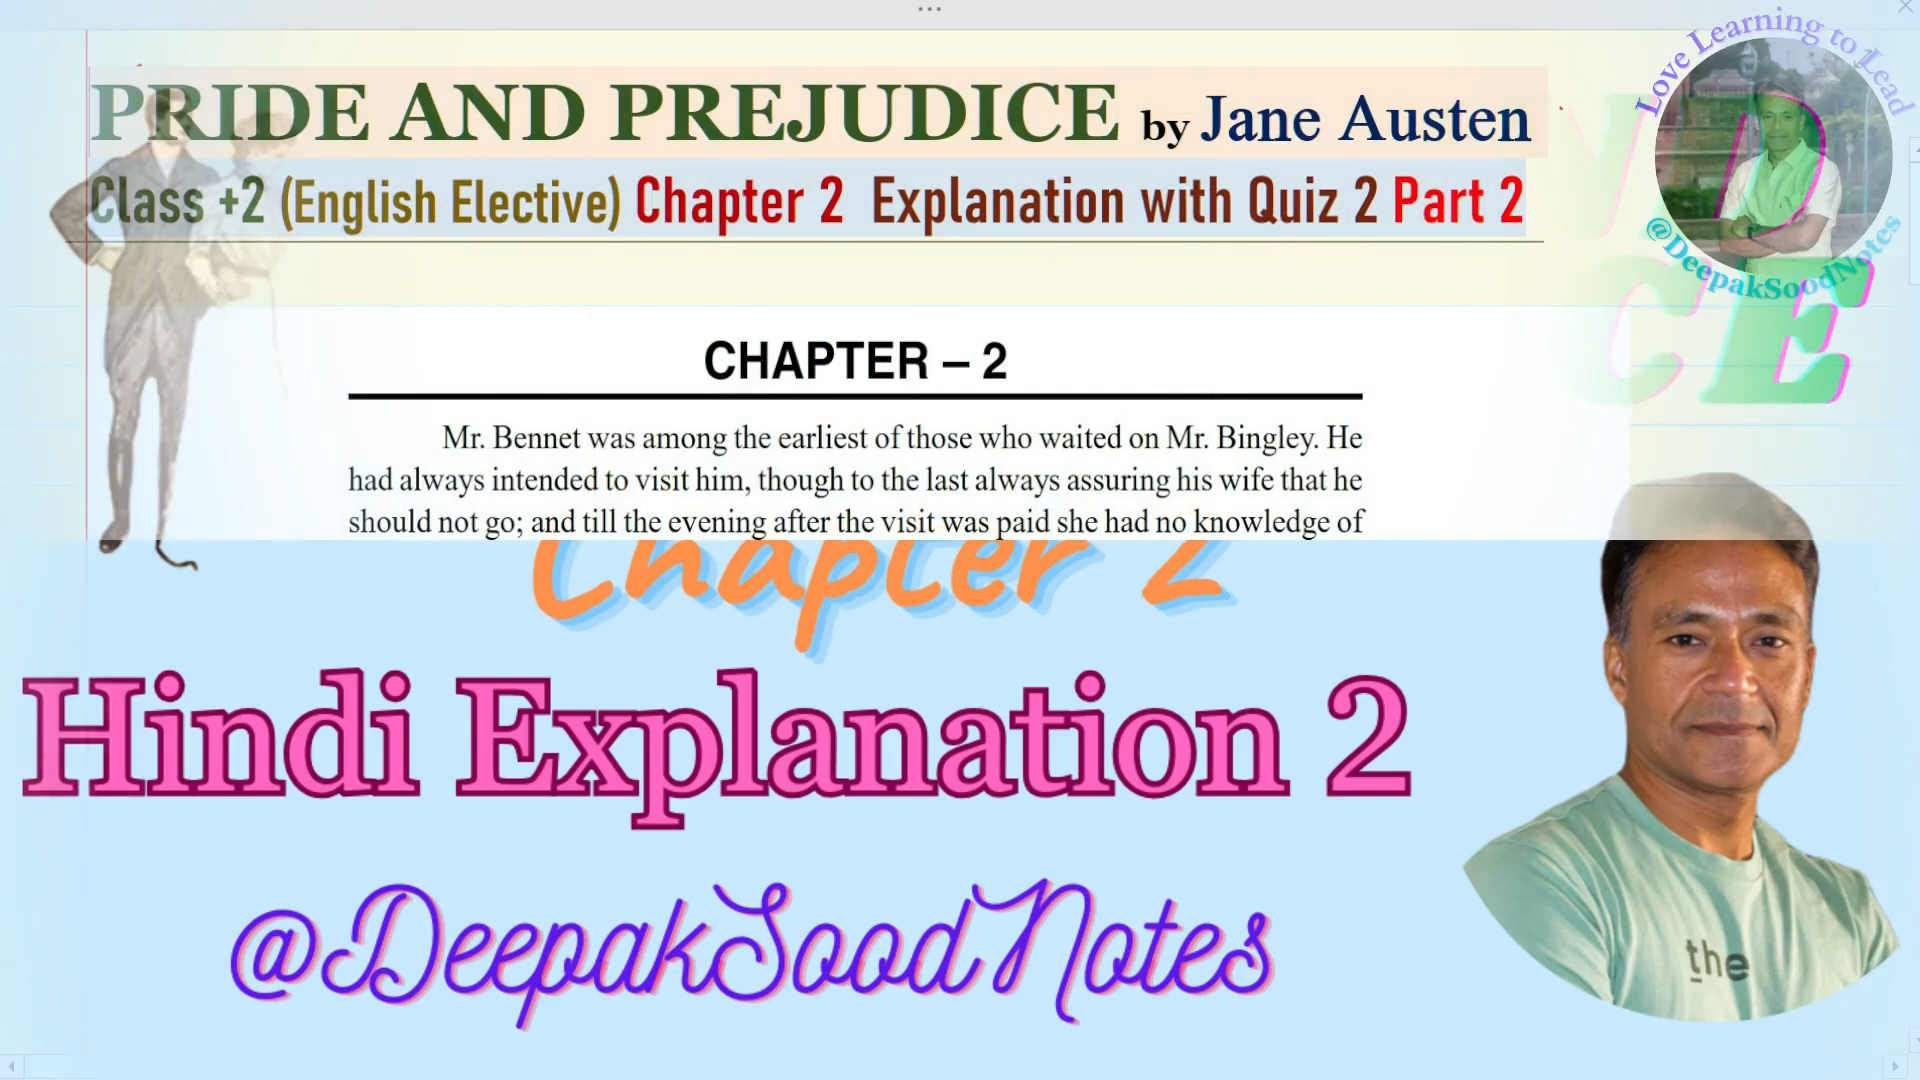 Love Learning to Lead
PRIDE AND PREJUDICE by Jane Austen
Class +2 (English Elective) Chapter 2 Explanation with Quiz 2 Part 2
@DeepakSoodNotes
CHAPTER – 2
Mr. Bennet was among the earliest of those who waited on Mr. Bingley. He
had always intended to visit him, though to the last always assuring his wife that he
should not go; and till the evening after the visit was paid she had no knowledge of
Chapter 2
Hindi Explanation 2
@DeepakSoodNotes
the